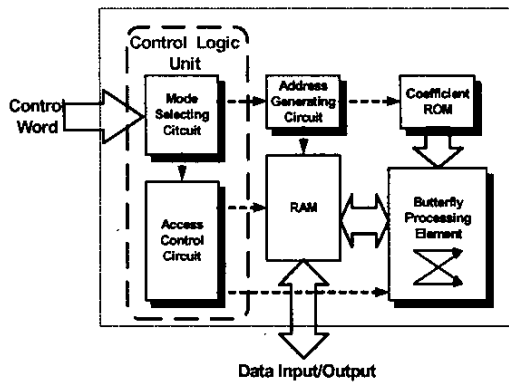 Control Logic
Unit
Control
Word
Mode
Selecting
Citcuit
Address
Generating
Circuit
Coefficient
ROM
Access
Control
Circuit
RAM
Butterfly
Processing
Element
Data Input/Output